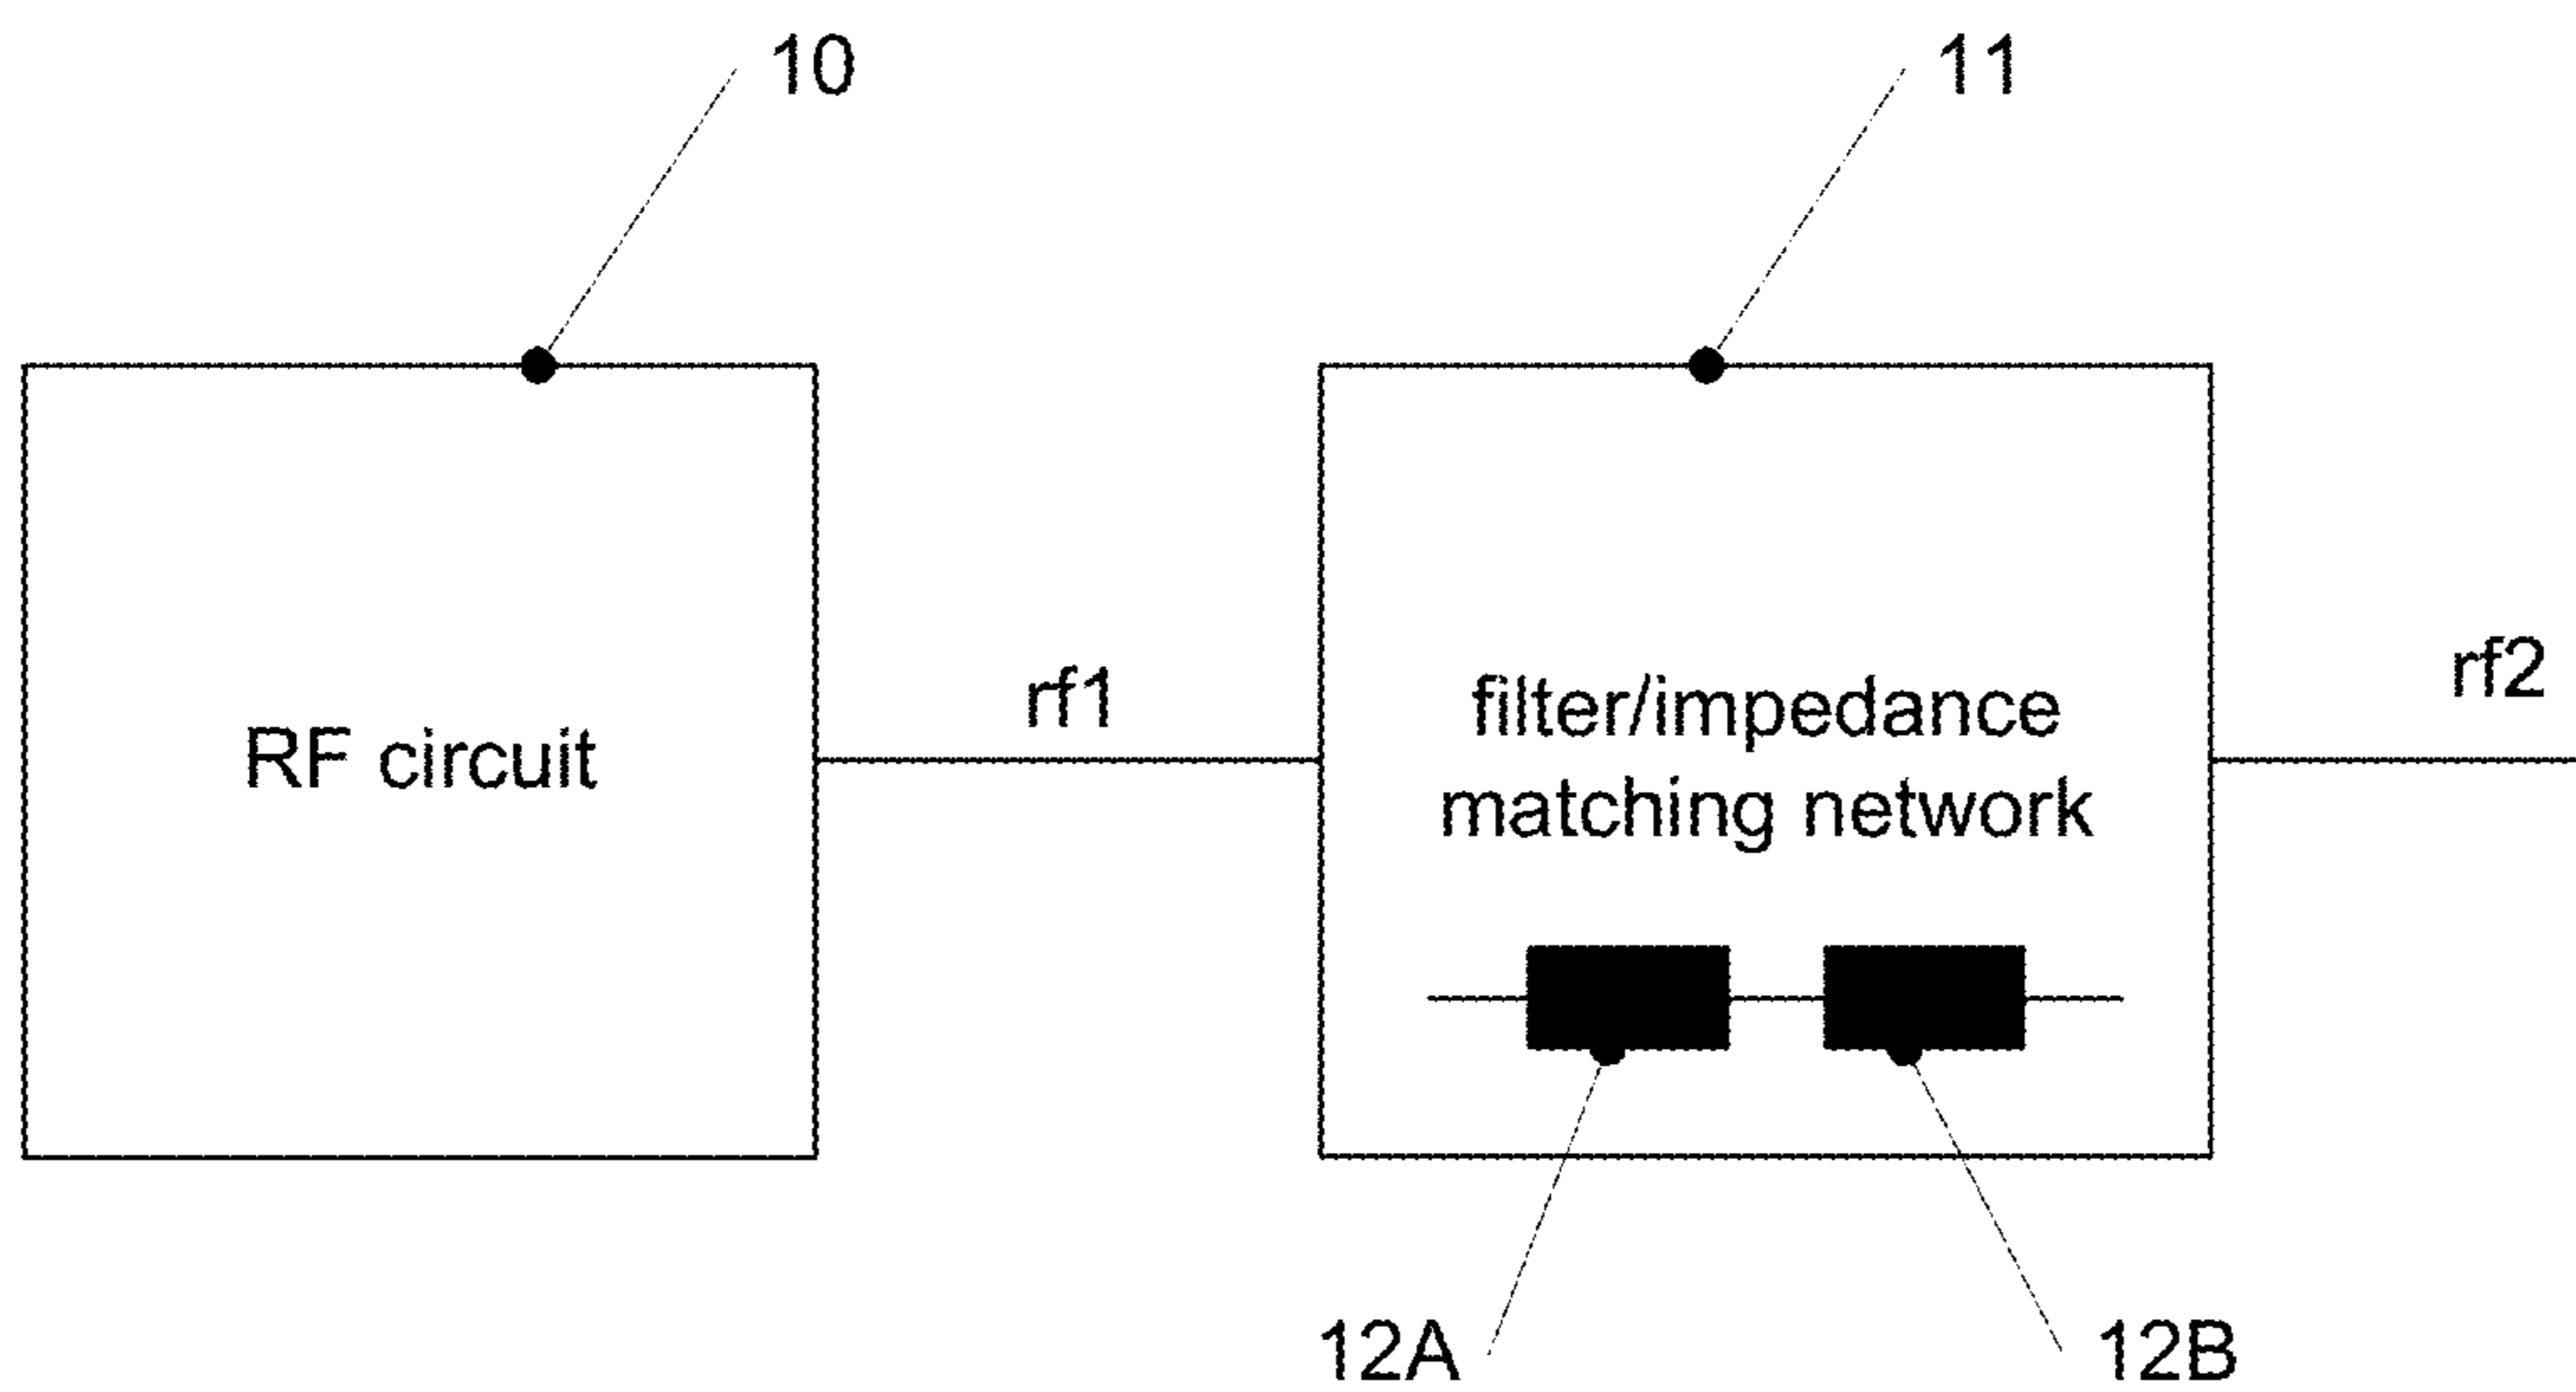 10
11
RF circuit
rf1
filter/impedance
matching network
rf2
12A
12B